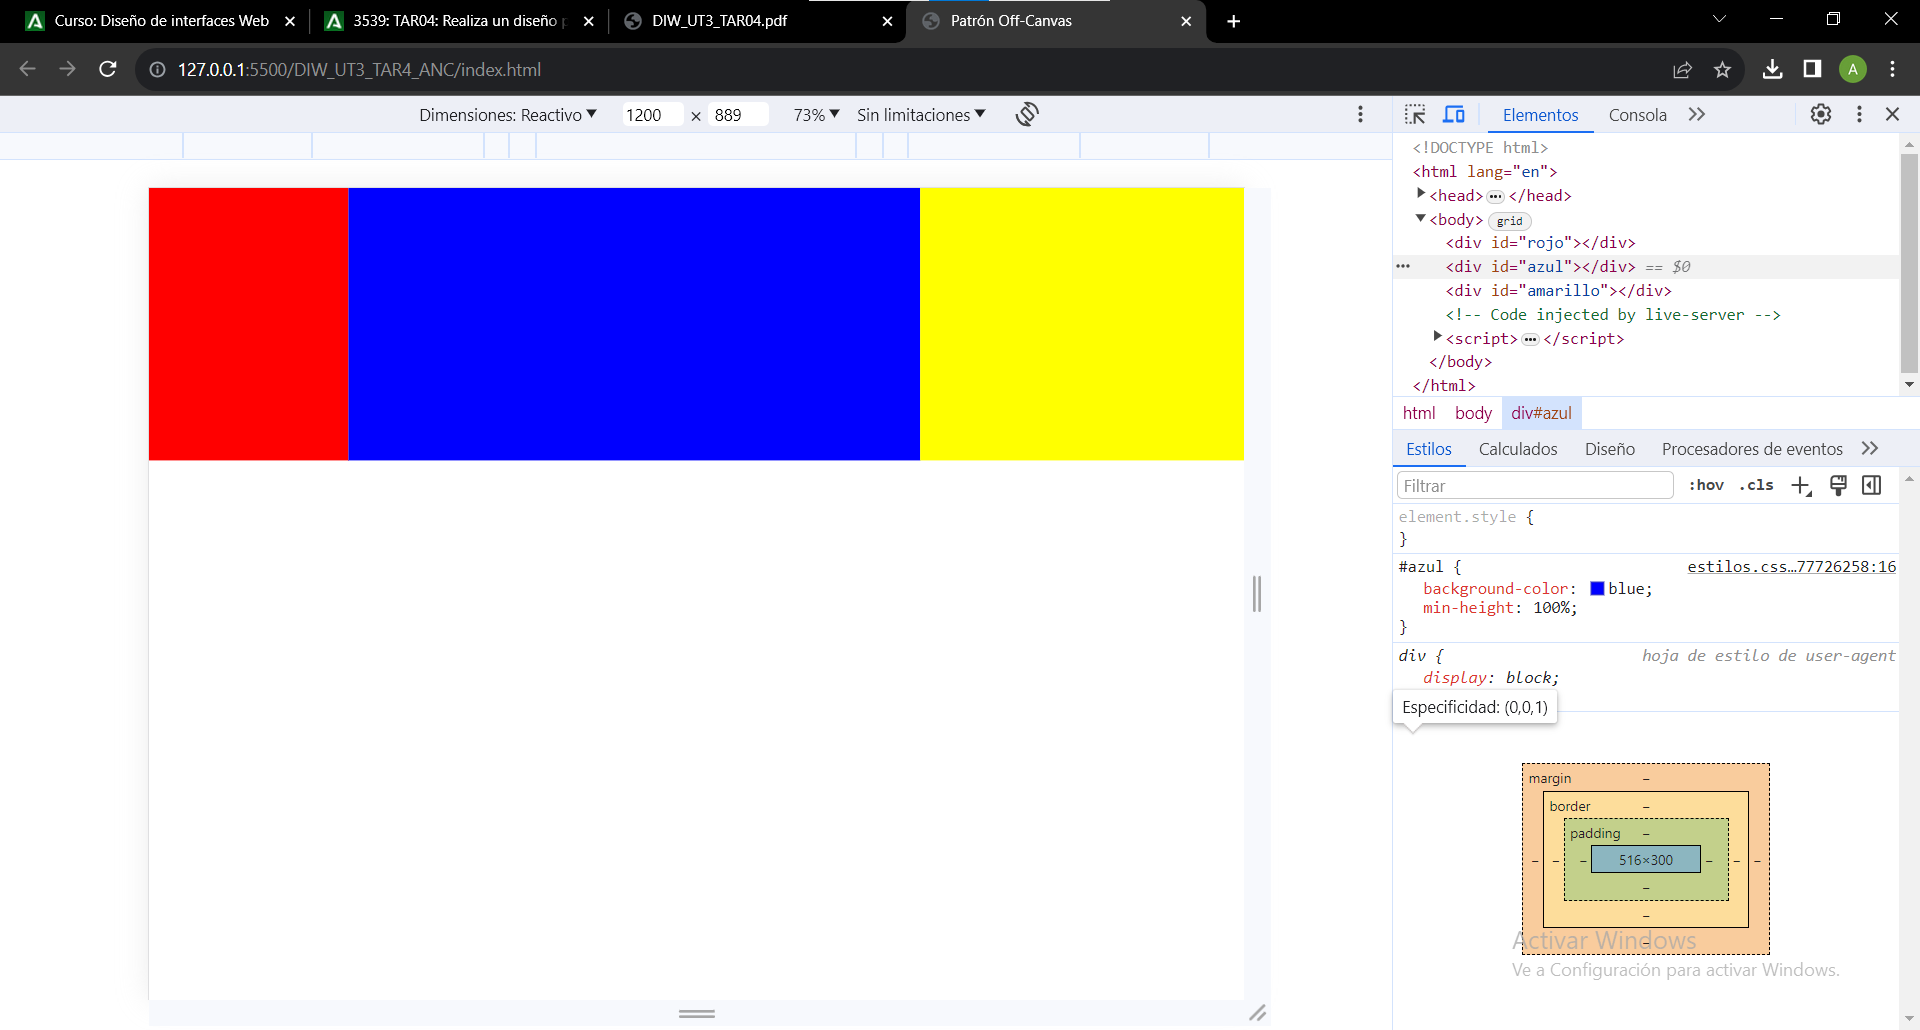 Curso: Diseño de interfaces Web
3539: TAR04: Realiza un diseño p
DIW_UT3_TAR04.pdf
Patrón Off-Canvas
127.0.0.1:5500/DIW_UT3_TAR4_ANC/index.html
A
Dimensiones: Reactivo
1200 × 889
73%
Sin limitaciones
Elementos
Consola
<!DOCTYPE html>
<html lang="en">
<head> ••• </head>
<body> grid
<div id="rojo"></div>
••• <div id="azul"></div> == $0
<div id="amarillo"></div>
<!-- Code injected by live-server -->
<script> ••• </script>
</body>
</html>
html body div#azul
Estilos Calculados Diseño Procesadores de eventos
Filtrar :hov .cls
element.style {
}
#azul { estilos.css…77726258:16
background-color: blue;
min-height: 100%;
}
div { hoja de estilo de user-agent
display: block;
Especificidad: (0,0,1)
margin –
border –
padding –
– – – 516×300 – – –
–
–
–
Activar Windows
Ve a Configuración para activar Windows.